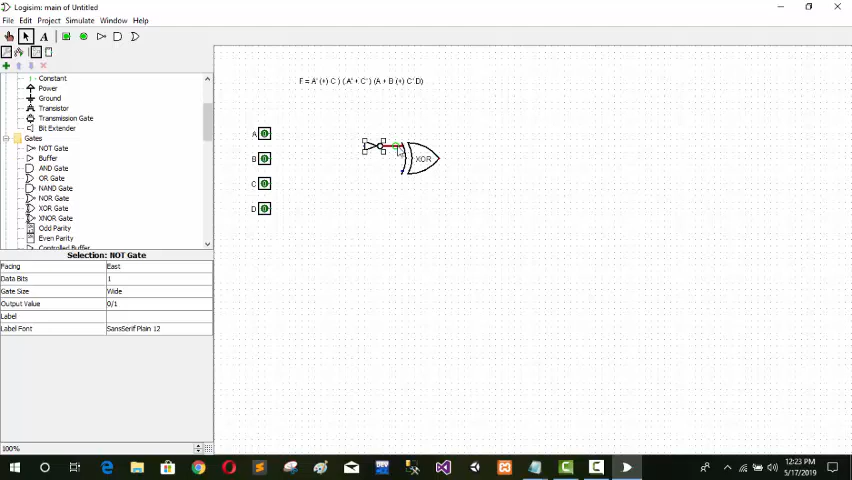 Logisim: main of Untitled
File Edit Project Simulate Window Help
A
Constant
Power
Ground
Transistor
Transmission Gate
Bit Extender
Gates
NOT Gate
Buffer
AND Gate
OR Gate
NAND Gate
NOR Gate
XOR Gate
XNOR Gate
Odd Parity
Even Parity
Controlled Buffer
Selection: NOT Gate
Facing East
Data Bits 1
Gate Size Wide
Output Value 0/1
Label
Label Font SansSerif Plain 12
100%
F = A' (+) C ) ( A' + C' ) (A + B (+) C' D)
A 0
B 0
C 0
D 0
XOR
12:23 PM
5/17/2019